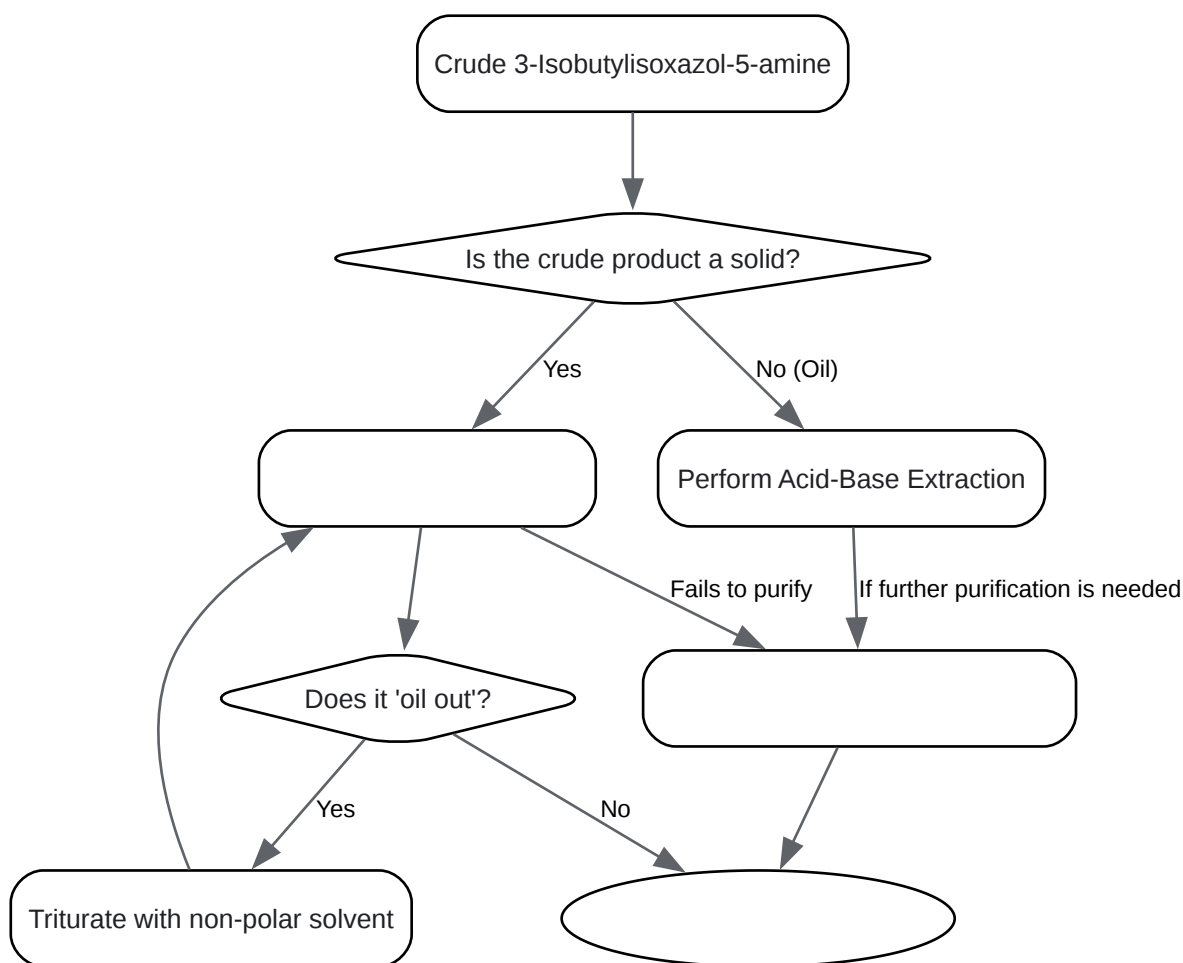 Crude 3-Isobutylisoxazol-5-amine
Is the crude product a solid?
Yes
No (Oil)
Perform Acid-Base Extraction
Fails to purify
If further purification is needed
Does it 'oil out'?
Yes
No
Triturate with non-polar solvent